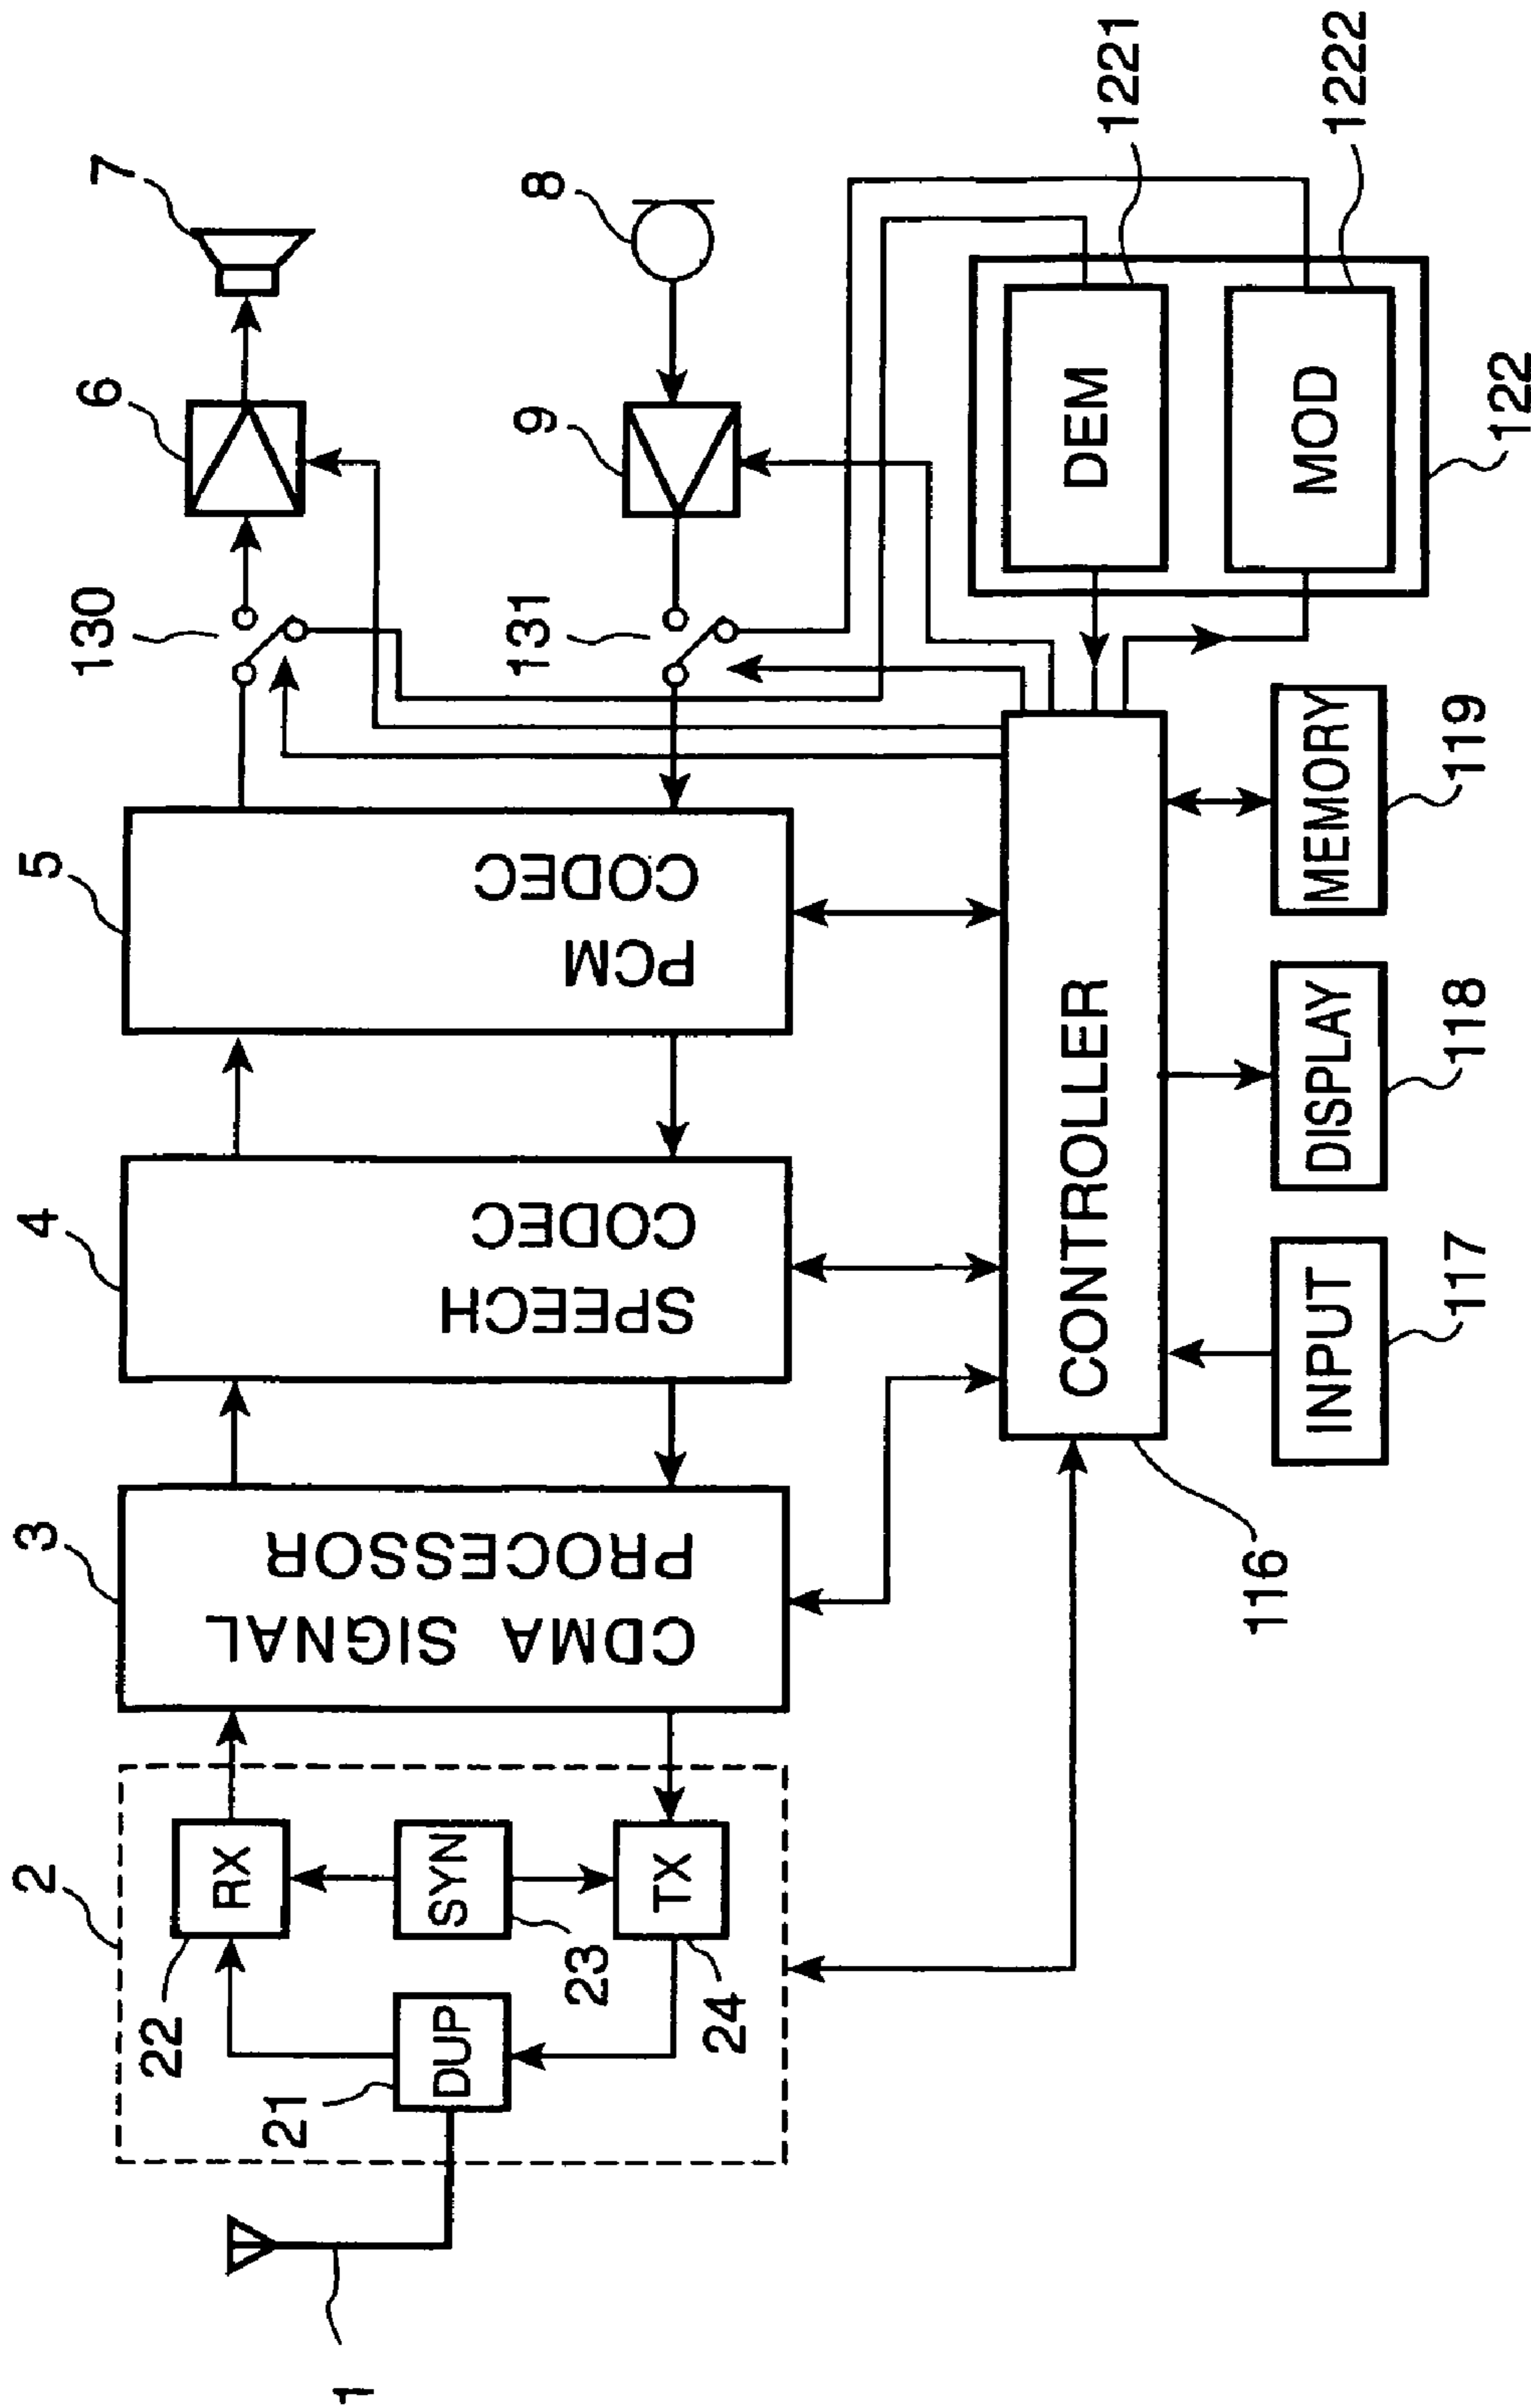 1
2
21
DUP
22
RX
23
SYN
24
TX
3
CDMA SIGNAL
PROCESSOR
4
SPEECH
CODEC
5
PCM
CODEC
130
6
7
131
9
8
116
CONTROLLER
INPUT
117
DISPLAY
118
MEMORY
119
DEM
1221
MOD
1222
122